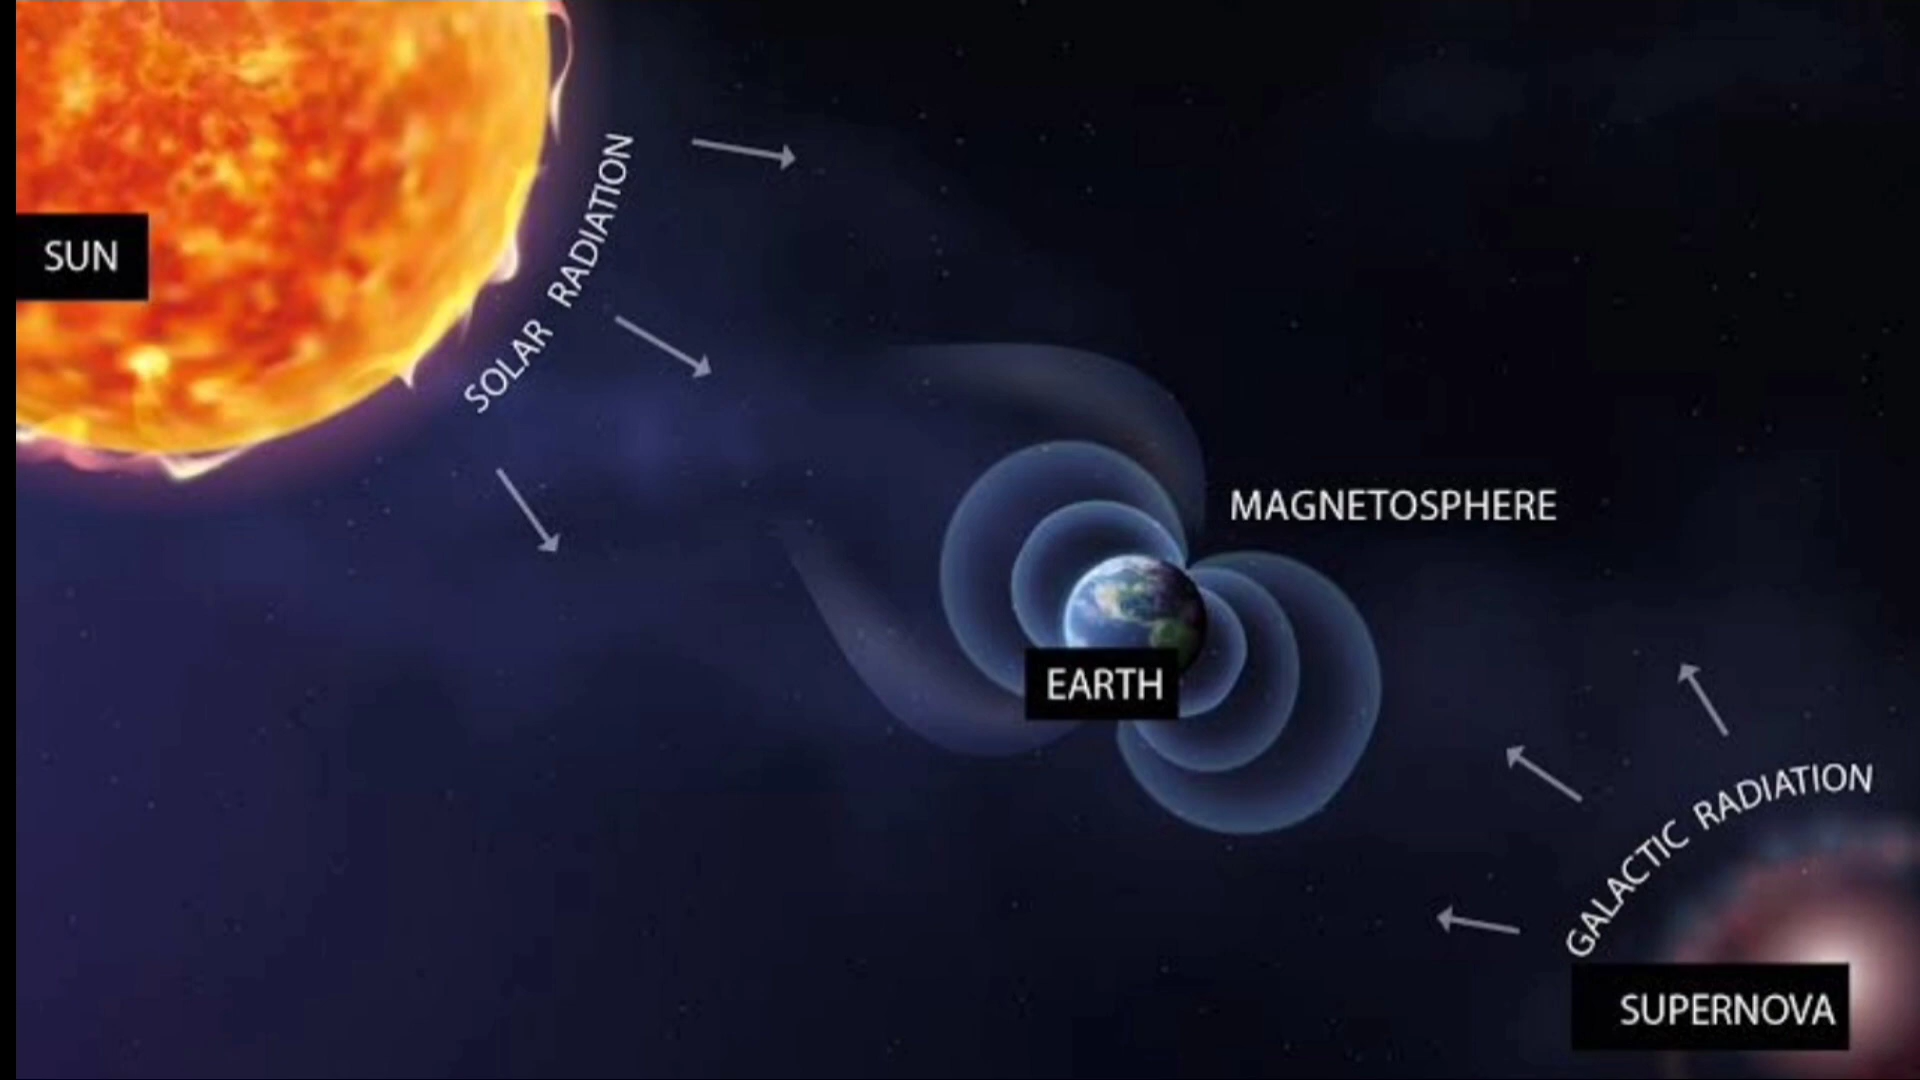 SUN
SOLAR RADIATION
MAGNETOSPHERE
EARTH
GALACTIC RADIATION
SUPERNOVA